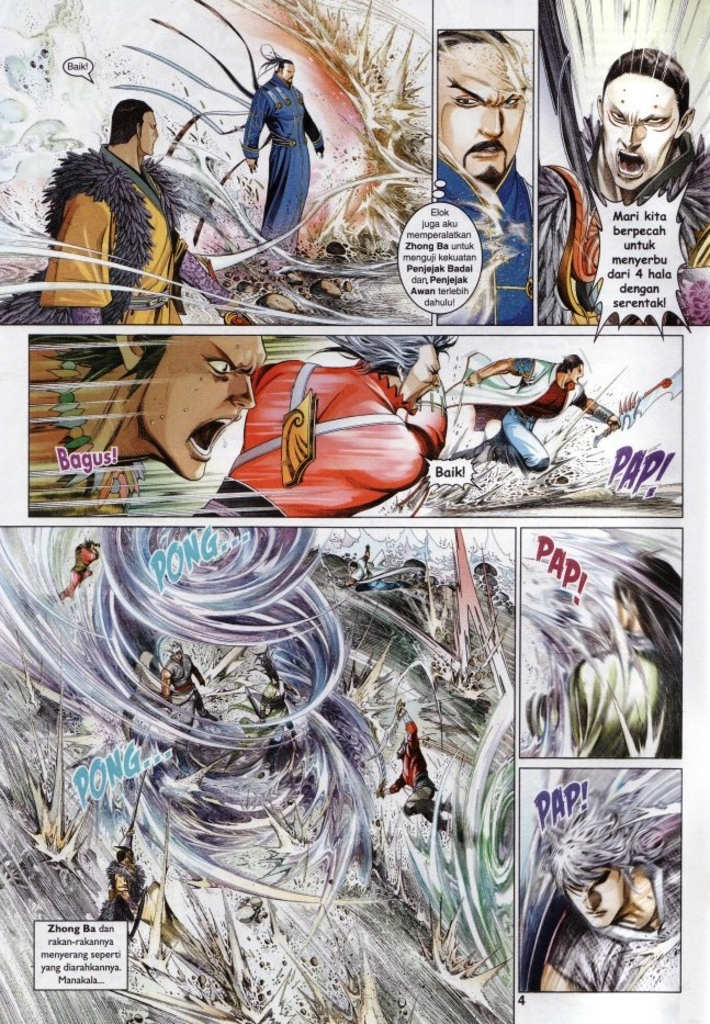 Baik!
Elok
juga aku
memperalatkan
Zhong Ba untuk
menguji kekuatan
Penjejak Badai
dan Penjejak
Awan terlebih
dahulu!
Mari kita
berpecah
untuk
menyerbu
dari 4 hala
dengan
serentak!
Bagus!
Baik!
PAP!
PONG...
PONG...
PAP!
PAP!
Zhong Ba dan
rakan-rakannya
menyerang seperti
yang diarahkannya.
Manakala...
4